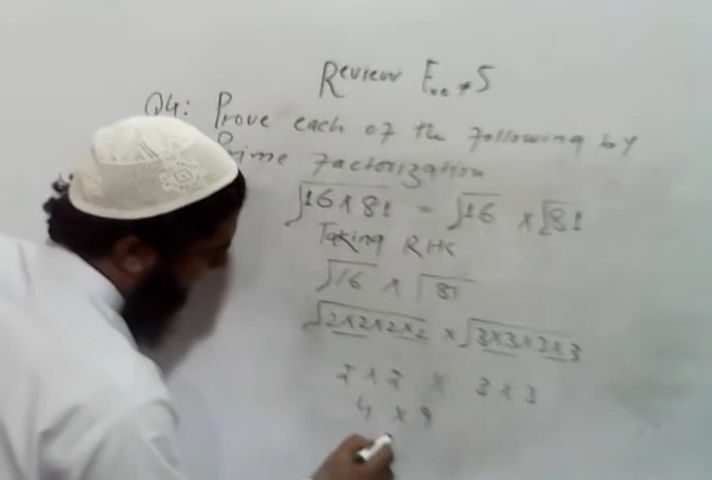 Review Exe # 5
Q4: Prove each of the following by
Prime Factorization
√16×81 = √16 × √81
Taking RHS
√16 × √81
√2×2×2×2 × √3×3×3×3
2×2 × 3×3
4 × 9